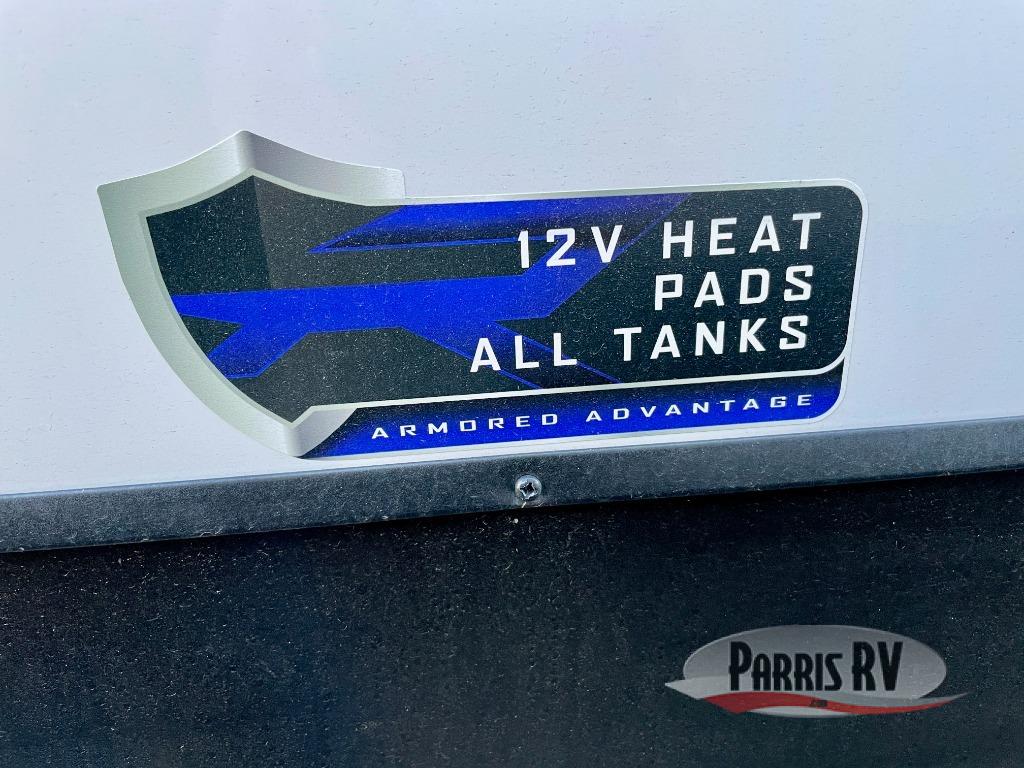 12V HEAT
PADS
ALL TANKS
ARMORED ADVANTAGE
PARRIS RV